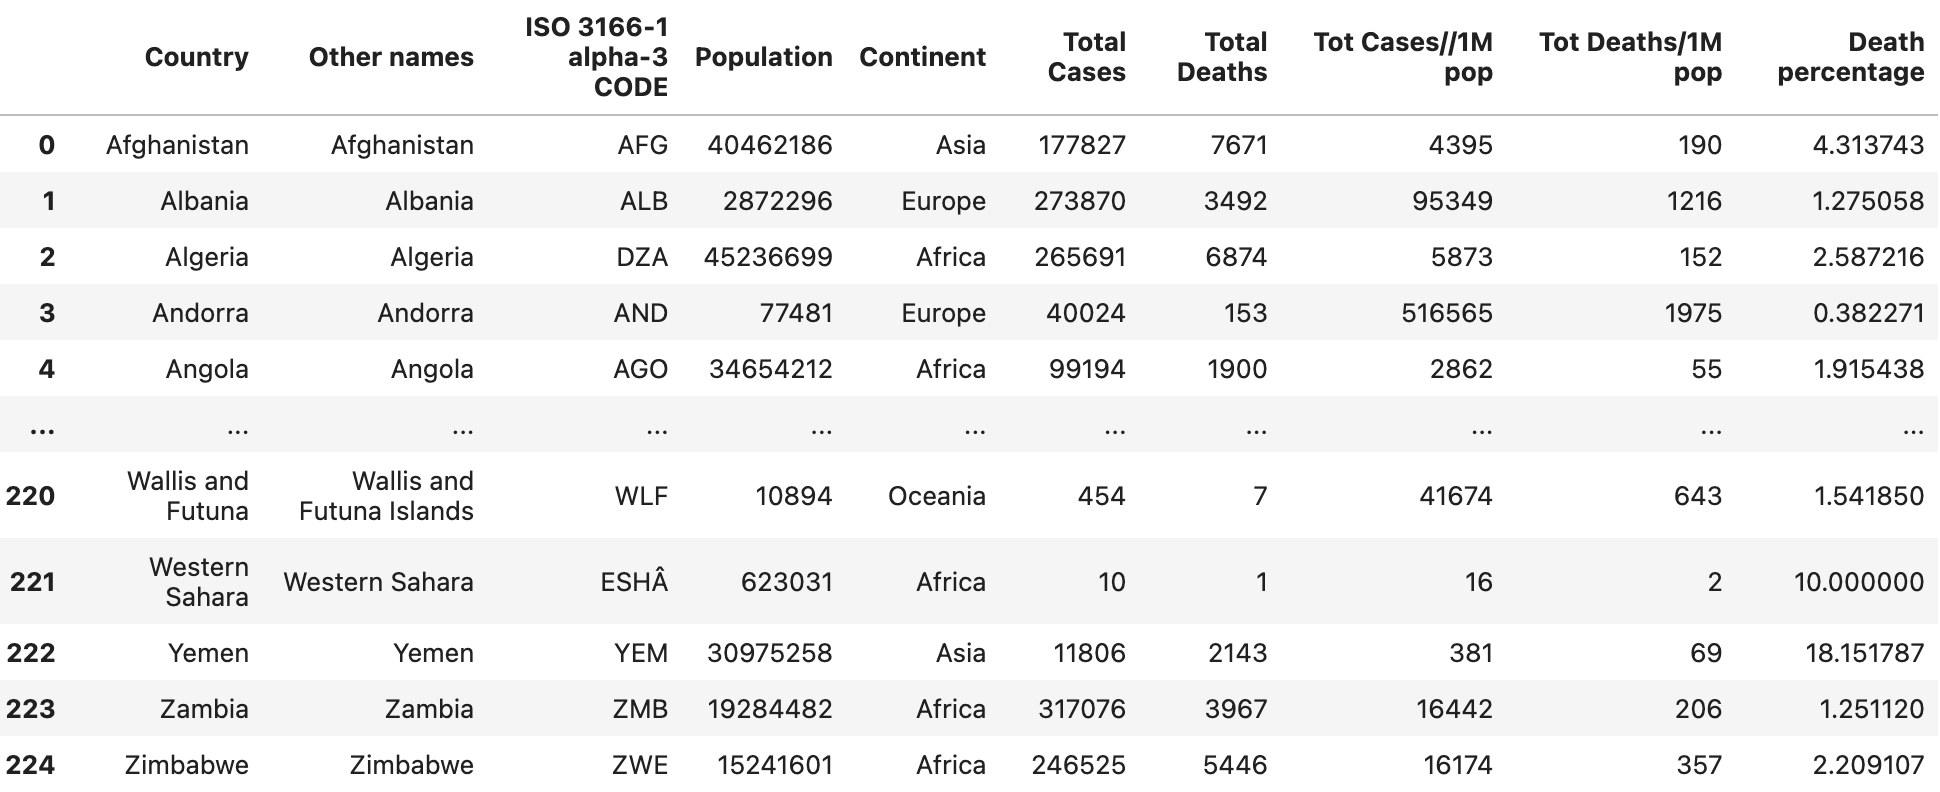 Country Other names ISO 3166-1 alpha-3 CODE Population Continent Total Cases Total Deaths Tot Cases//1M pop Tot Deaths/1M pop Death percentage
0 Afghanistan Afghanistan AFG 40462186 Asia 177827 7671 4395 190 4.313743
1 Albania Albania ALB 2872296 Europe 273870 3492 95349 1216 1.275058
2 Algeria Algeria DZA 45236699 Africa 265691 6874 5873 152 2.587216
3 Andorra Andorra AND 77481 Europe 40024 153 516565 1975 0.382271
4 Angola Angola AGO 34654212 Africa 99194 1900 2862 55 1.915438
... ... ... ... ... ... ... ... ... ... ...
220 Wallis and Futuna Wallis and Futuna Islands WLF 10894 Oceania 454 7 41674 643 1.541850
221 Western Sahara Western Sahara ESHÂ 623031 Africa 10 1 16 2 10.000000
222 Yemen Yemen YEM 30975258 Asia 11806 2143 381 69 18.151787
223 Zambia Zambia ZMB 19284482 Africa 317076 3967 16442 206 1.251120
224 Zimbabwe Zimbabwe ZWE 15241601 Africa 246525 5446 16174 357 2.209107